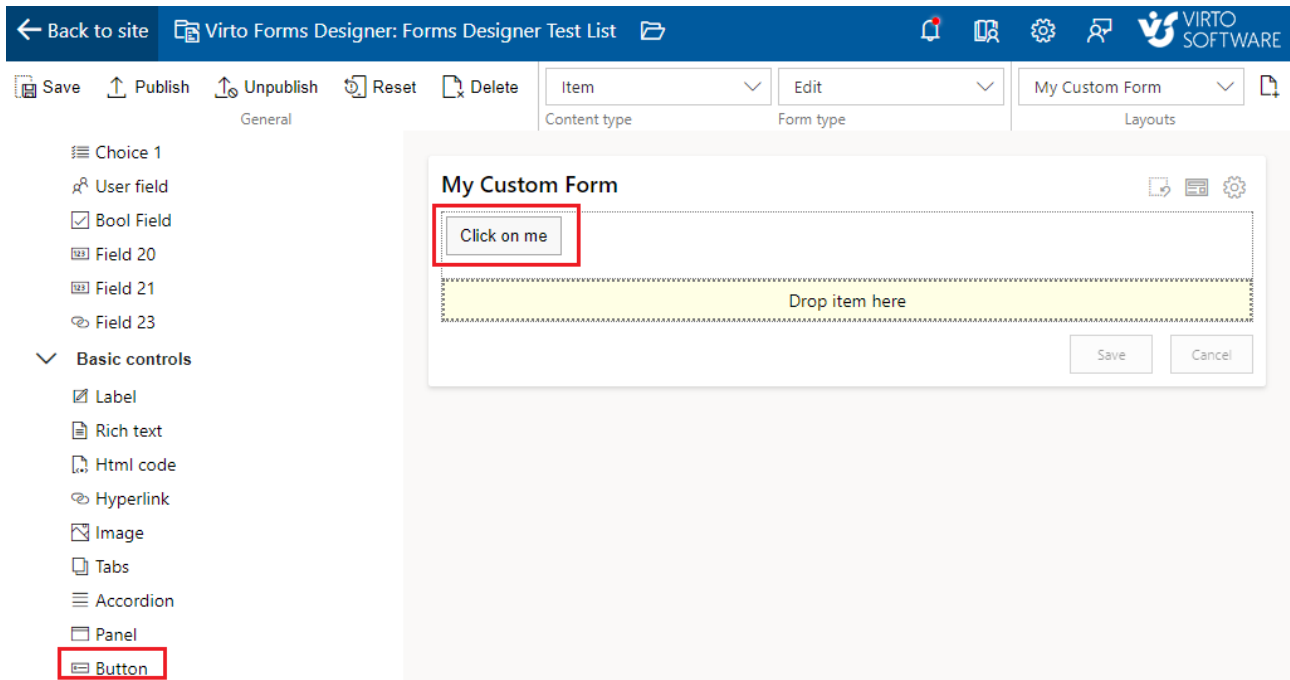 Back to site Virto Forms Designer: Forms Designer Test List VIRTO
SOFTWARE
Save Publish Unpublish Reset Delete Item Edit My Custom Form
General Content type Form type Layouts
Choice 1
User field
Bool Field
Field 20
Field 21
Field 23
Basic controls
Label
Rich text
Html code
Hyperlink
Image
Tabs
Accordion
Panel
Button
My Custom Form
Click on me
Drop item here
Save Cancel